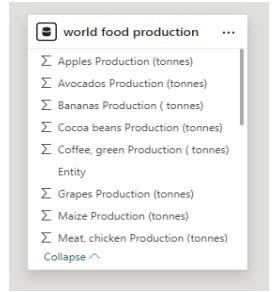 world food production ...
∑ Apples Production (tonnes)
∑ Avocados Production (tonnes)
∑ Bananas Production ( tonnes)
∑ Cocoa beans Production (tonnes)
∑ Coffee, green Production ( tonnes)
Entity
∑ Grapes Production (tonnes)
∑ Maize Production (tonnes)
∑ Meat, chicken Production (tonnes)
Collapse